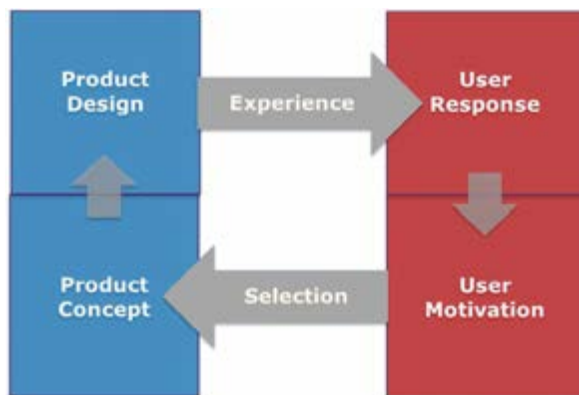 Product
Design
Experience
User
Response
Product
Concept
Selection
User
Motivation